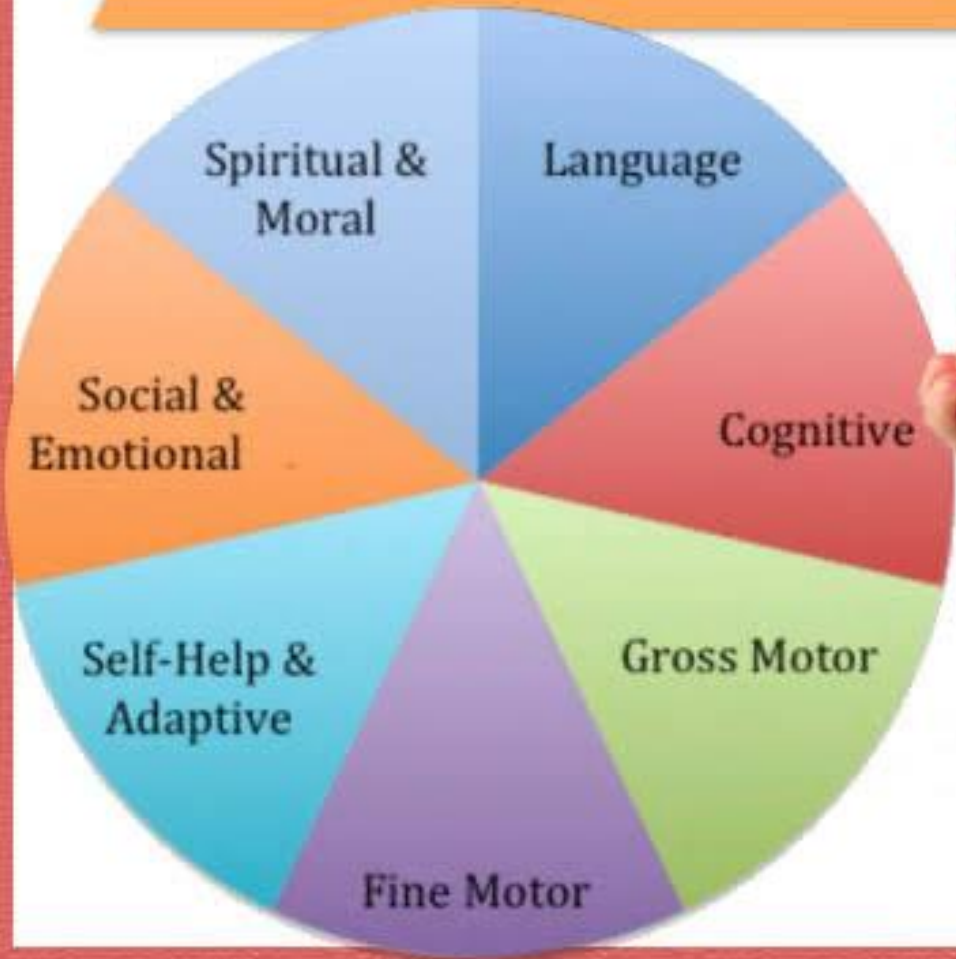 Spiritual &
Moral
Language
Social &
Emotional
Cognitive
Self-Help &
Adaptive
Gross Motor
Fine Motor